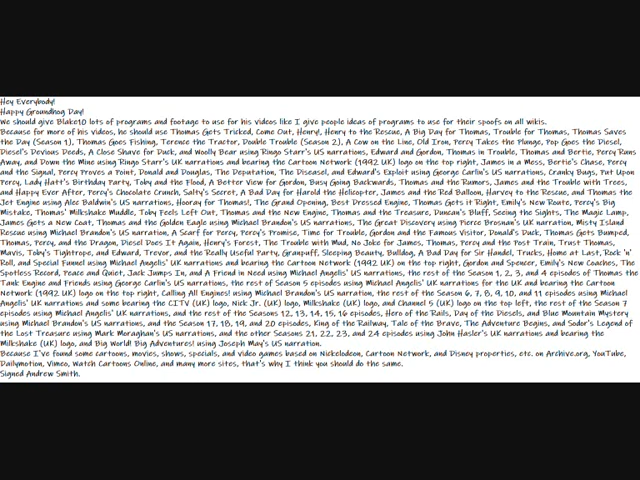 Hey Everybody!
Happy Groundhog Day!
We should give Blake10 lots of programs and footage to use for his videos like I give people ideas of programs to use for their spoofs on all wikis.
Because for more of his videos, he should use Thomas Gets Tricked, Come Out, Henry!, Henry to the Rescue, A Big Day for Thomas, Trouble for Thomas, Thomas Saves
the Day (Season 1), Thomas Goes Fishing, Terence the Tractor, Double Trouble (Season 2), A Cow on the Line, Old Iron, Percy Takes the Plunge, Pop Goes the Diesel,
Diesel's Devious Deeds, A Close Shave for Duck, and Woolly Bear using Ringo Starr's US narrations, Edward and Gordon, Thomas in Trouble, Thomas and Bertie, Percy Runs
Away, and Down the Mine using Ringo Starr's UK narrations and bearing the Cartoon Network (1992 UK) logo on the top right, James in a Mess, Bertie's Chase, Percy
and the Signal, Percy Proves a Point, Donald and Douglas, The Deputation, The Diseasel, and Edward's Exploit using George Carlin's US narrations, Cranky Bugs, Put Upon
Percy, Lady Hatt's Birthday Party, Toby and the Flood, A Better View for Gordon, Busy Going Backwards, Thomas and the Rumors, James and the Trouble with Trees,
and Happy Ever After, Percy's Chocolate Crunch, Salty's Secret, A Bad Day for Harold the Helicopter, James and the Red Balloon, Harvey to the Rescue, and Thomas the
Jet Engine using Alec Baldwin's US narrations, Hooray for Thomas!, The Grand Opening, Best Dressed Engine, Thomas Gets it Right, Emily's New Route, Percy's Big
Mistake, Thomas' Milkshake Muddle, Toby Feels Left Out, Thomas and the New Engine, Thomas and the Treasure, Duncan's Bluff, Seeing the Sights, The Magic Lamp,
James Gets a New Coat, Thomas and the Golden Eagle using Michael Brandon's US narrations, The Great Discovery using Pierce Brosnan's UK narration, Misty Island
Rescue using Michael Brandon's US narration, A Scarf for Percy, Percy's Promise, Time for Trouble, Gordon and the Famous Visitor, Donald's Duck, Thomas Gets Bumped,
Thomas, Percy, and the Dragon, Diesel Does It Again, Henry's Forest, The Trouble with Mud, No Joke for James, Thomas, Percy and the Post Train, Trust Thomas,
Mavis, Toby's Tightrope, and Edward, Trevor, and the Really Useful Party, Granpuff, Sleeping Beauty, Bulldog, A Bad Day for Sir Handel, Trucks, Home at Last, Rock 'n'
Roll, and Special Funnel using Michael Angelis' UK narrations and bearing the Cartoon Network (1992 UK) on the top right, Gordon and Spencer, Emily's New Coaches, The
Spotless Record, Peace and Quiet, Jack Jumps In, and A Friend in Need using Michael Angelis' US narrations, the rest of the Season 1, 2, 3, and 4 episodes of Thomas the
Tank Engine and Friends using George Carlin's US narrations, the rest of Season 5 episodes using Michael Angelis' UK narrations for the UK and bearing the Cartoon
Network (1992 UK) logo on the top right, Calling All Engines! using Michael Brandon's US narration, the rest of the Season 6, 7, 8, 9, 10, and 11 episodes using Michael
Angelis' UK narrations and some bearing the CITV (UK) logo, Nick Jr. (UK) logo, Milkshake (UK) logo, and Channel 5 (UK) logo on the top left, the rest of the Season 7
episodes using Michael Angelis' UK narrations, and the rest of the Seasons 12, 13, 14, 15, 16 episodes, Hero of the Rails, Day of the Diesels, and Blue Mountain Mystery
using Michael Brandon's US narrations, and the Season 17, 18, 19, and 20 episodes, King of the Railway, Tale of the Brave, The Adventure Begins, and Sodor's Legend of
the Lost Treasure using Mark Moraghan's US narrations, and the other Seasons 21, 22, 23, and 24 episodes using John Hasler's UK narrations and bearing the
Milkshake (UK) logo, and Big World! Big Adventures! using Joseph May's US narration.
Because I've found some cartoons, movies, shows, specials, and video games based on Nickelodeon, Cartoon Network, and Disney properties, etc. on Archive.org, YouTube,
Dailymotion, Vimeo, Watch Cartoons Online, and many more sites, that's why I think you should do the same.
Signed Andrew Smith.